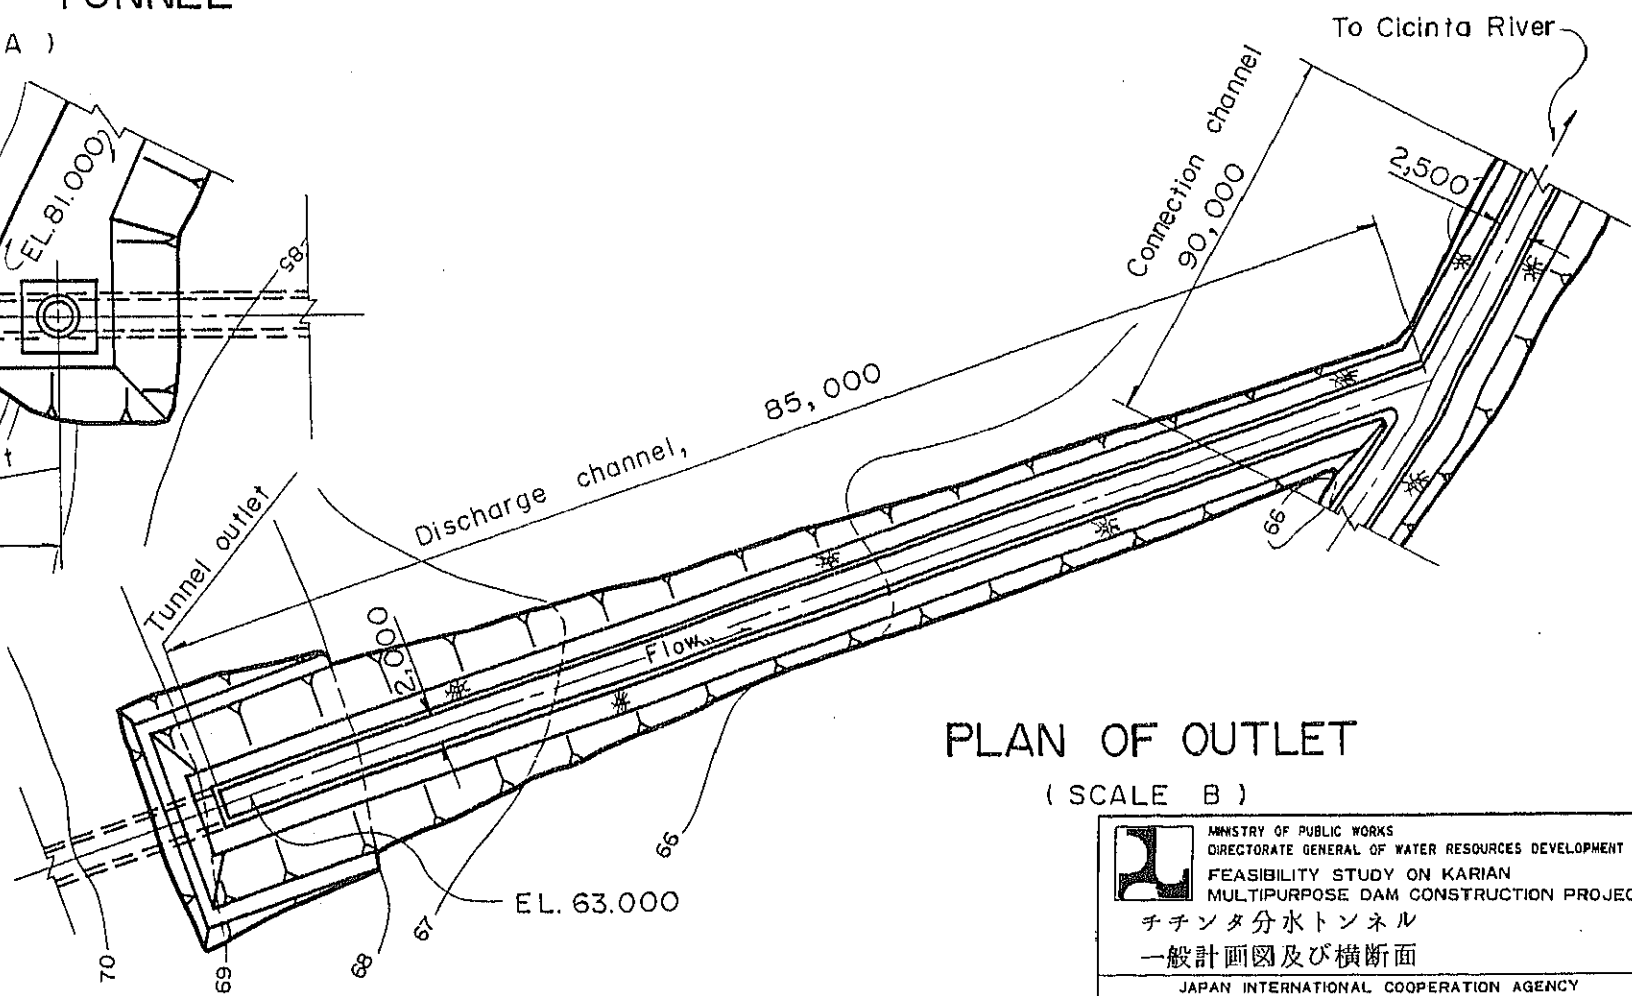 TUNNEL
A )
To Cicinta River
EL.81.000
85
t
Connection channel
90,000
2,500
Discharge channel, 85,000
Tunnel outlet
2,000
Flow
66
66
67
68
69
70
EL. 63.000
PLAN OF OUTLET
( SCALE B )
MINISTRY OF PUBLIC WORKS
DIRECTORATE GENERAL OF WATER RESOURCES DEVELOPMENT
FEASIBILITY STUDY ON KARIAN
MULTIPURPOSE DAM CONSTRUCTION PROJEC
チチンタ分水トンネル
一般計画図及び横断面
JAPAN INTERNATIONAL COOPERATION AGENCY